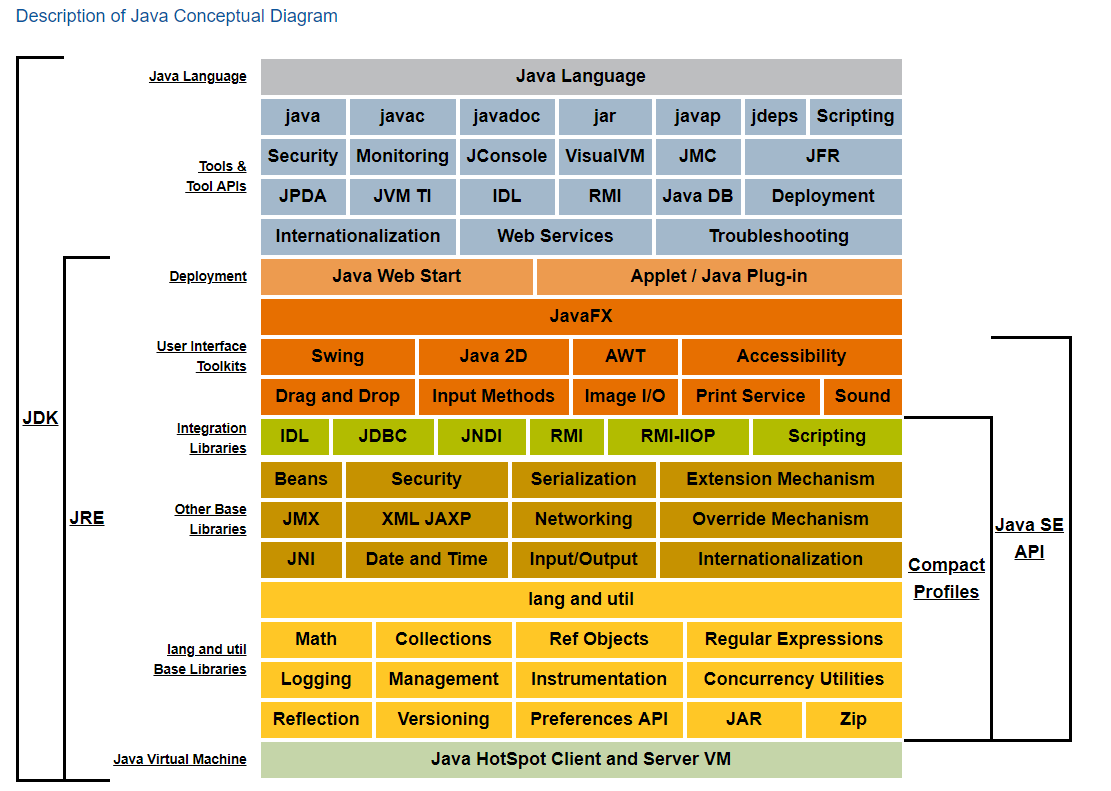 Description of Java Conceptual Diagram
Java Language
Java Language
java javac javadoc jar javap jdeps Scripting
Tools &
Tool APIs
Security Monitoring JConsole VisualVM JMC JFR
JPDA JVM TI IDL RMI Java DB Deployment
Internationalization Web Services Troubleshooting
Deployment
Java Web Start Applet / Java Plug-in
JavaFX
User Interface
Toolkits
Swing Java 2D AWT Accessibility
Drag and Drop Input Methods Image I/O Print Service Sound
JDK
Integration
Libraries
IDL JDBC JNDI RMI RMI-IIOP Scripting
Beans Security Serialization Extension Mechanism
JRE
Other Base
Libraries
JMX XML JAXP Networking Override Mechanism
JNI Date and Time Input/Output Internationalization
Java SE
API
Compact
Profiles
lang and util
lang and util
Base Libraries
Math Collections Ref Objects Regular Expressions
Logging Management Instrumentation Concurrency Utilities
Reflection Versioning Preferences API JAR Zip
Java Virtual Machine
Java HotSpot Client and Server VM